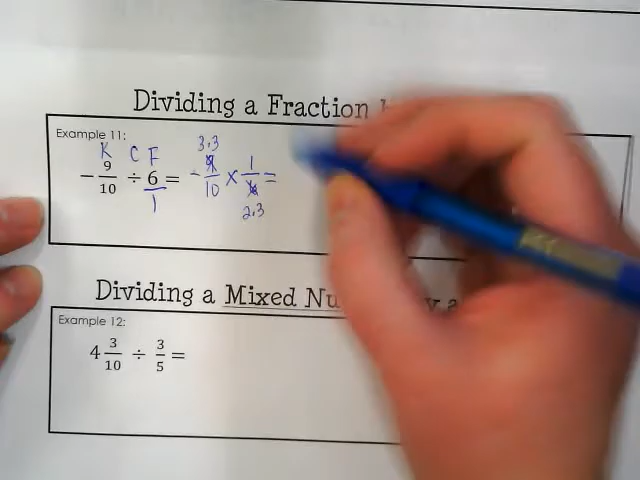 Dividing a Fraction
Example 11:
K C F
3·3 1
- 9/10 ÷ 6/1 = - 9/10 x 1/6 =
2·3
Dividing a Mixed Nu
Example 12:
4 3/10 ÷ 3/5 =